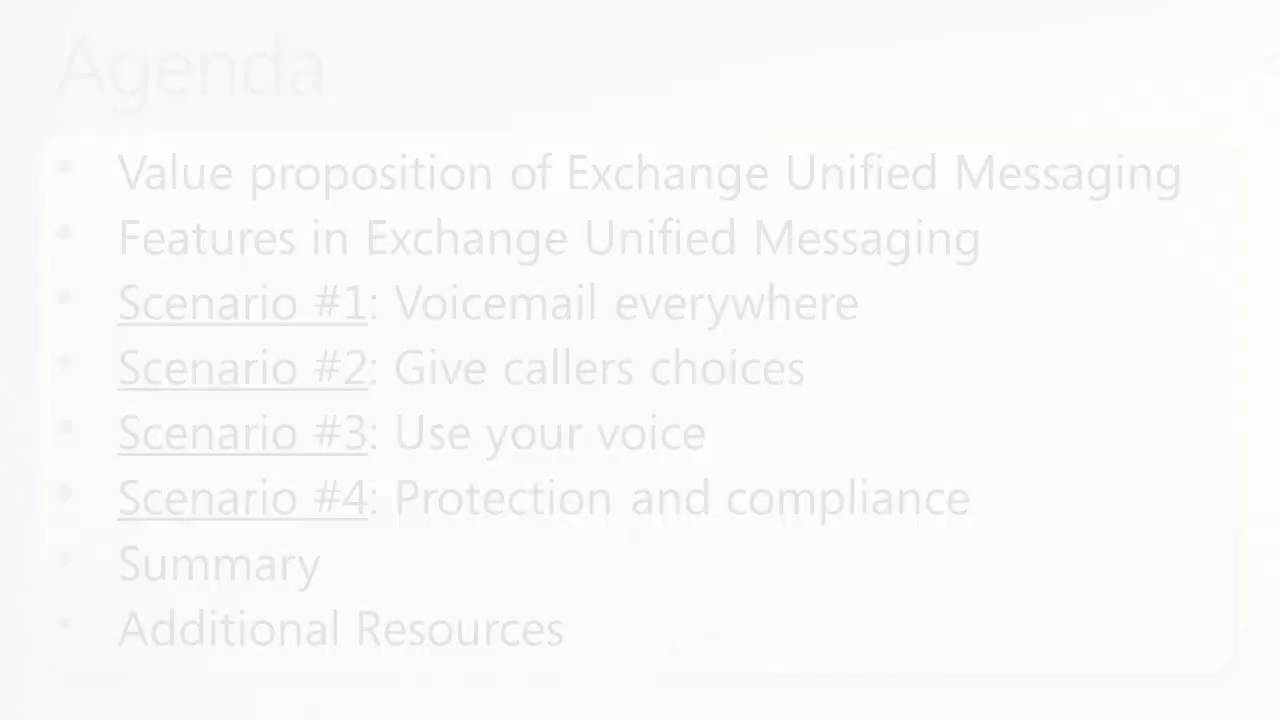 Agenda
• Value proposition of Exchange Unified Messaging
• Features in Exchange Unified Messaging
• Scenario #1: Voicemail everywhere
• Scenario #2: Give callers choices
• Scenario #3: Use your voice
• Scenario #4: Protection and compliance
• Summary
• Additional Resources